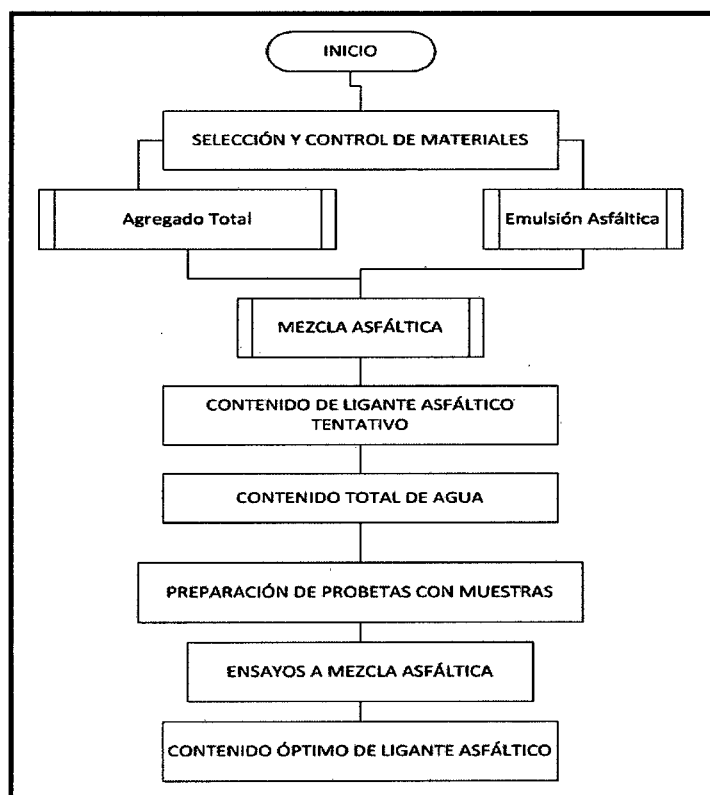 INICIO
SELECCIÓN Y CONTROL DE MATERIALES
Agregado Total
Emulsión Asfáltica
MEZCLA ASFÁLTICA
CONTENIDO DE LIGANTE ASFÁLTICO
TENTATIVO
CONTENIDO TOTAL DE AGUA
PREPARACIÓN DE PROBETAS CON MUESTRAS
ENSAYOS A MEZCLA ASFÁLTICA
CONTENIDO ÓPTIMO DE LIGANTE ASFÁLTICO